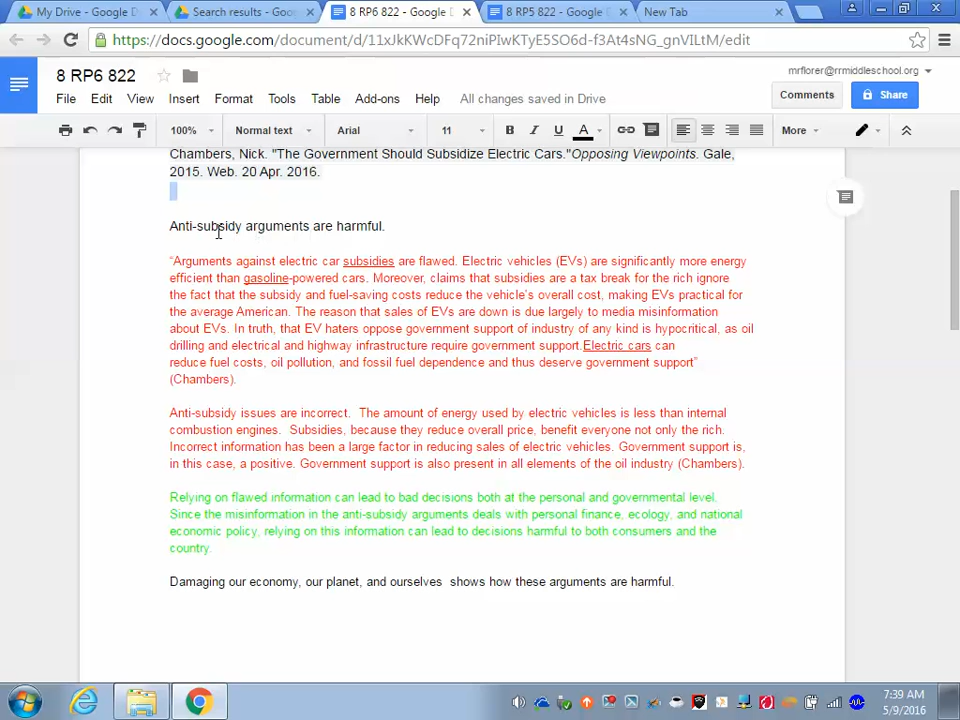 My Drive - Google D
Search results - Goo
8 RP6 822 - Google D
8 RP5 822 - Google
New Tab
https://docs.google.com/document/d/11xJkKWcDFq72niPIwKTyE5SO6d-f3At4sNG_gnVILtM/edit
8 RP6 822
mrflorer@rrmiddleschool.org
File Edit View Insert Format Tools Table Add-ons Help All changes saved in Drive
Comments
Share
100% Normal text Arial 11 B I U A More
Chambers, Nick. "The Government Should Subsidize Electric Cars."Opposing Viewpoints. Gale,
2015. Web. 20 Apr. 2016.
Anti-subsidy arguments are harmful.
“Arguments against electric car subsidies are flawed. Electric vehicles (EVs) are significantly more energy
efficient than gasoline-powered cars. Moreover, claims that subsidies are a tax break for the rich ignore
the fact that the subsidy and fuel-saving costs reduce the vehicle's overall cost, making EVs practical for
the average American. The reason that sales of EVs are down is due largely to media misinformation
about EVs. In truth, that EV haters oppose government support of industry of any kind is hypocritical, as oil
drilling and electrical and highway infrastructure require government support.Electric cars can
reduce fuel costs, oil pollution, and fossil fuel dependence and thus deserve government support”
(Chambers).
Anti-subsidy issues are incorrect.  The amount of energy used by electric vehicles is less than internal
combustion engines.  Subsidies, because they reduce overall price, benefit everyone not only the rich.
Incorrect information has been a large factor in reducing sales of electric vehicles. Government support is,
in this case, a positive. Government support is also present in all elements of the oil industry (Chambers).
Relying on flawed information can lead to bad decisions both at the personal and governmental level.
Since the misinformation in the anti-subsidy arguments deals with personal finance, ecology, and national
economic policy, relying on this information can lead to decisions harmful to both consumers and the
country.
Damaging our economy, our planet, and ourselves  shows how these arguments are harmful.
7:39 AM
5/9/2016